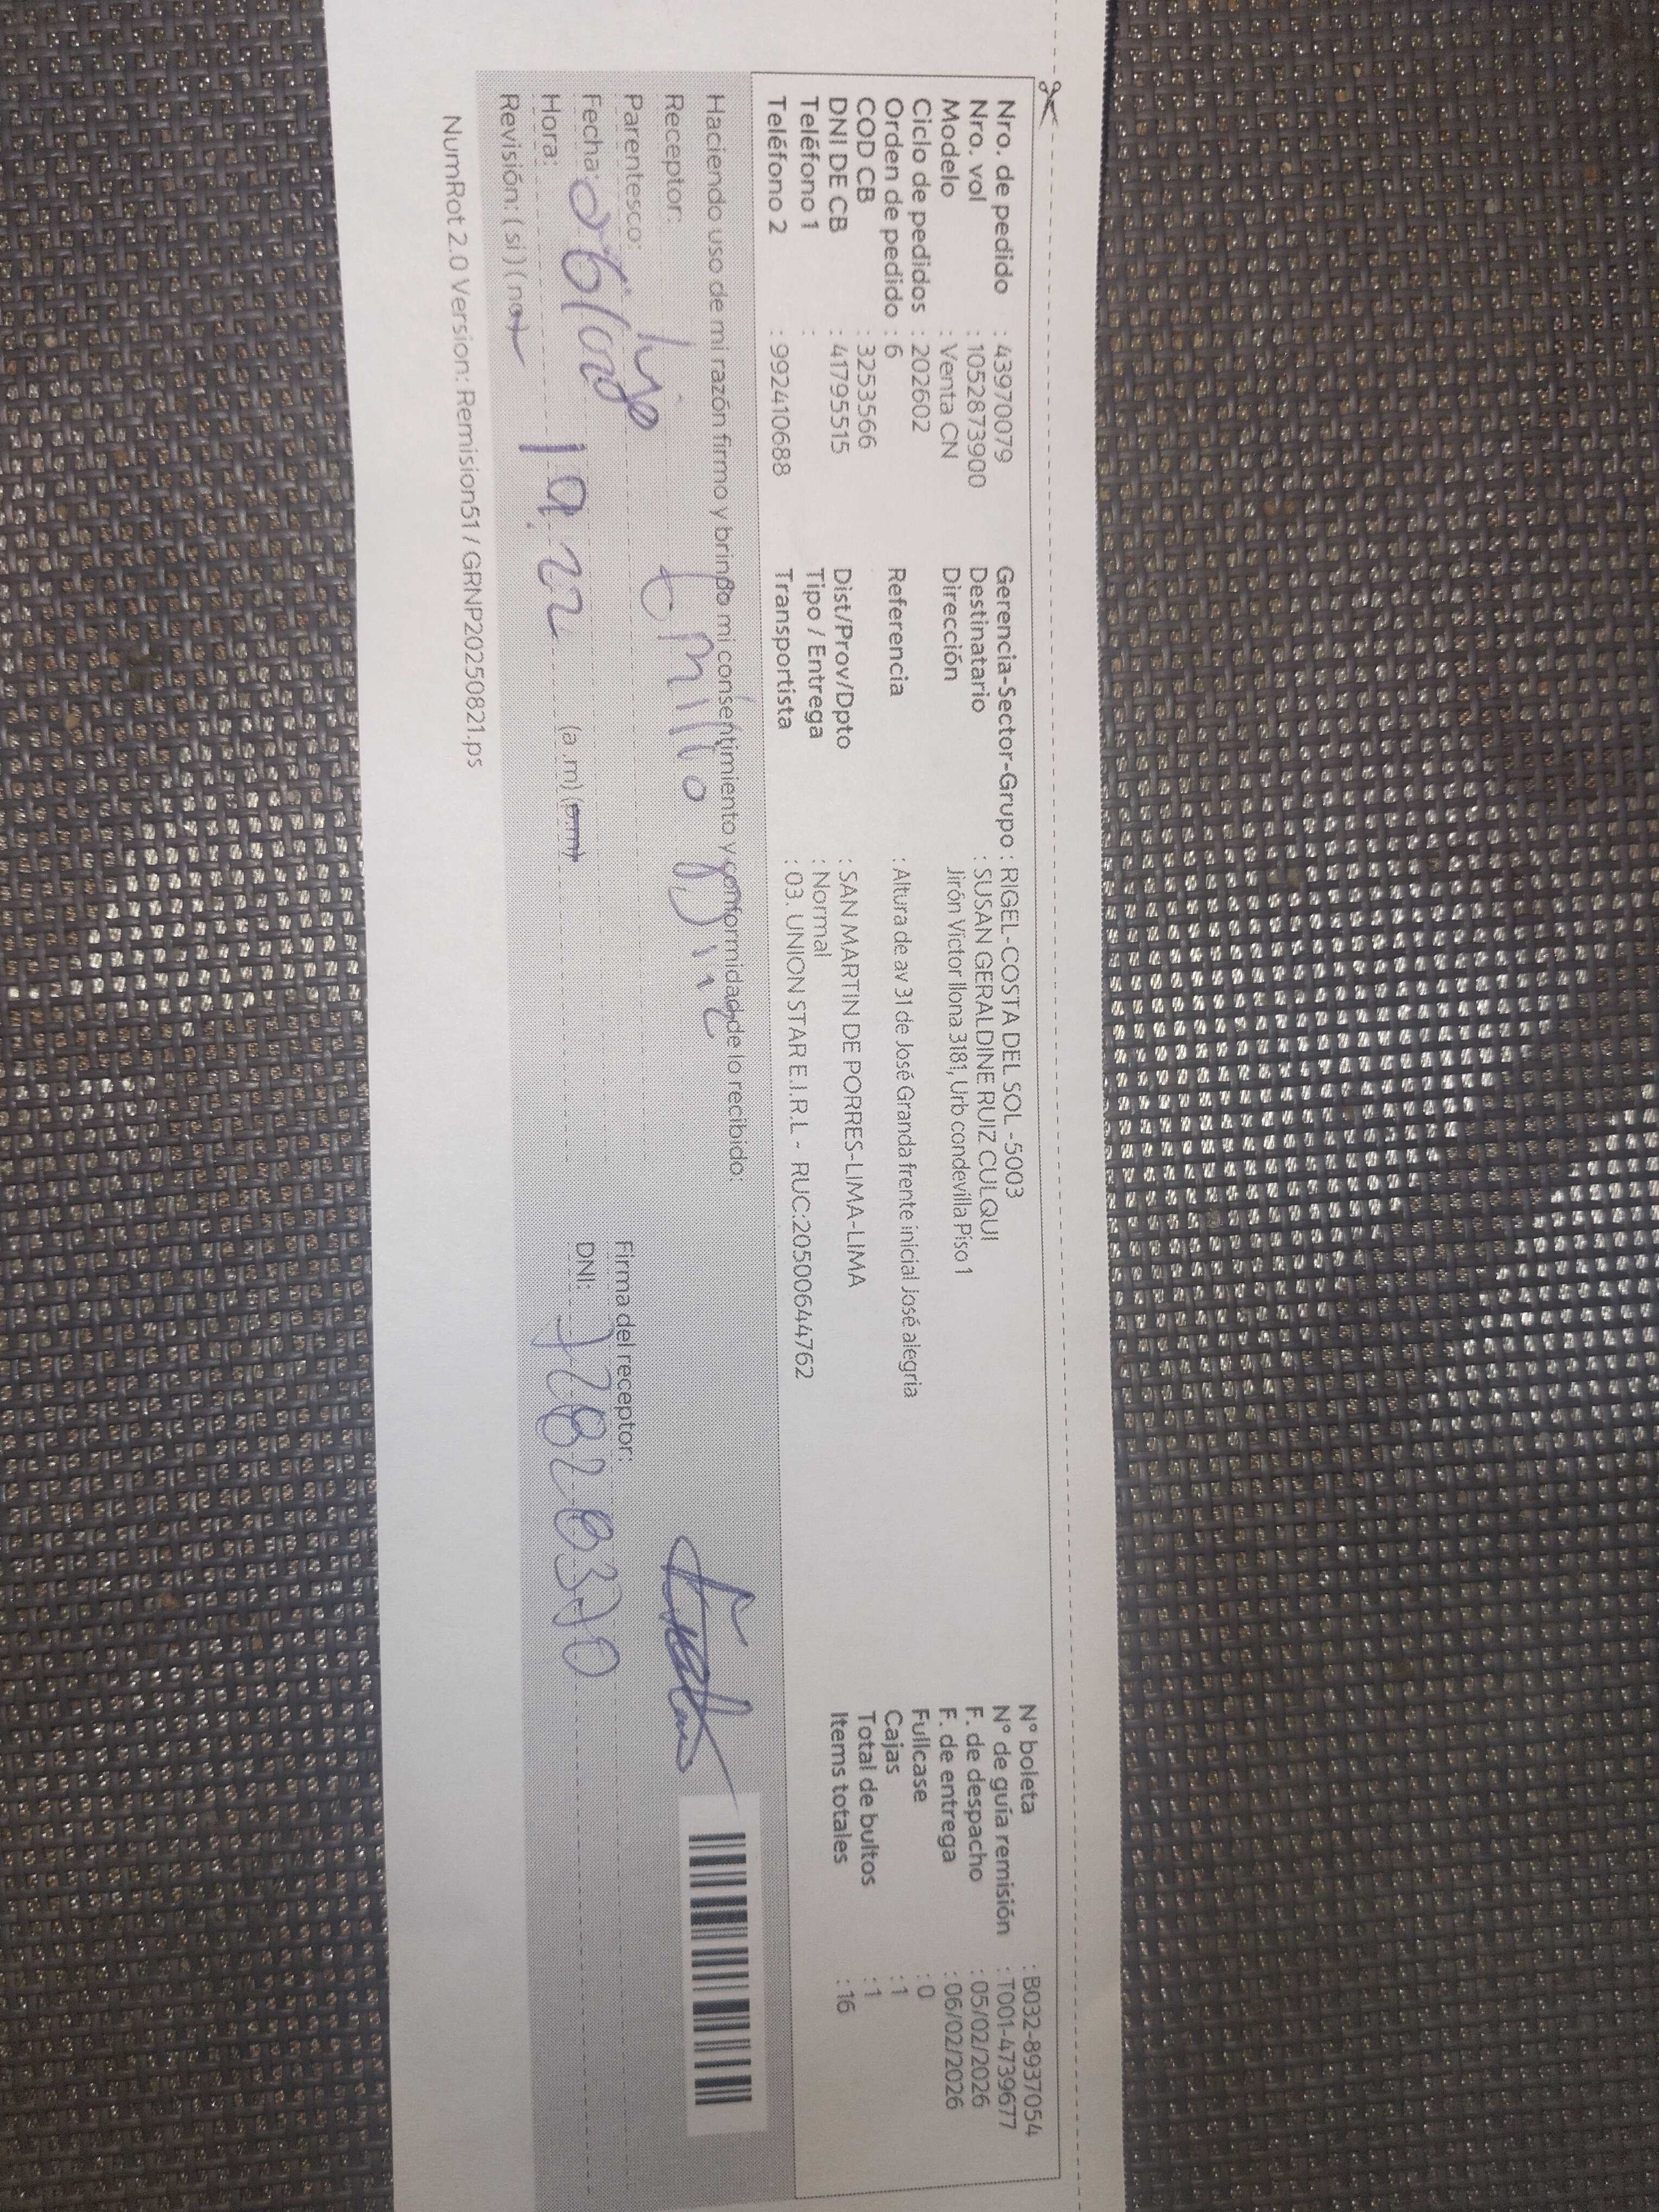 Nro. de pedido : 43970079 Gerencia-Sector-Grupo : RIGEL-COSTA DEL SOL -5003 N° boleta : B032-8937054
Nro. vol : 1052873900 Destinatario : SUSAN GERALDINE RUIZ CULQUI N° de guía remisión : T001-4739677
Modelo : Venta CN Dirección Jirón Victor llona 3181, Urb condevilla Piso 1 F. de despacho : 05/02/2026
Ciclo de pedidos : 202602 F. de entrega : 06/02/2026
Orden de pedido : 6 Referencia : Altura de av 31 de José Granda frente inicial José alegria Fullcase : 0
COD CB : 3253566 Cajas : 1
DNI DE CB : 41795515 Dist/Prov/Dpto : SAN MARTIN DE PORRES-LIMA-LIMA Total de bultos : 1
Teléfono 1 : Tipo / Entrega : Normal Items totales : 16
Teléfono 2 : 992410688 Transportista : 03. UNION STAR E.I.R.L - RUC:20500644762
Haciendo uso de mi razón firmo y brindo mi consentimiento y conformidad de lo recibido:
Receptor: Emilio
Parentesco: hijo Firma del receptor:
Fecha: DNI:
Hora: 19.22 (a.m) (p.m)
Revisión: (si) (no)
NumRot 2.0 Version: Remision51 / GRNP20250821.ps